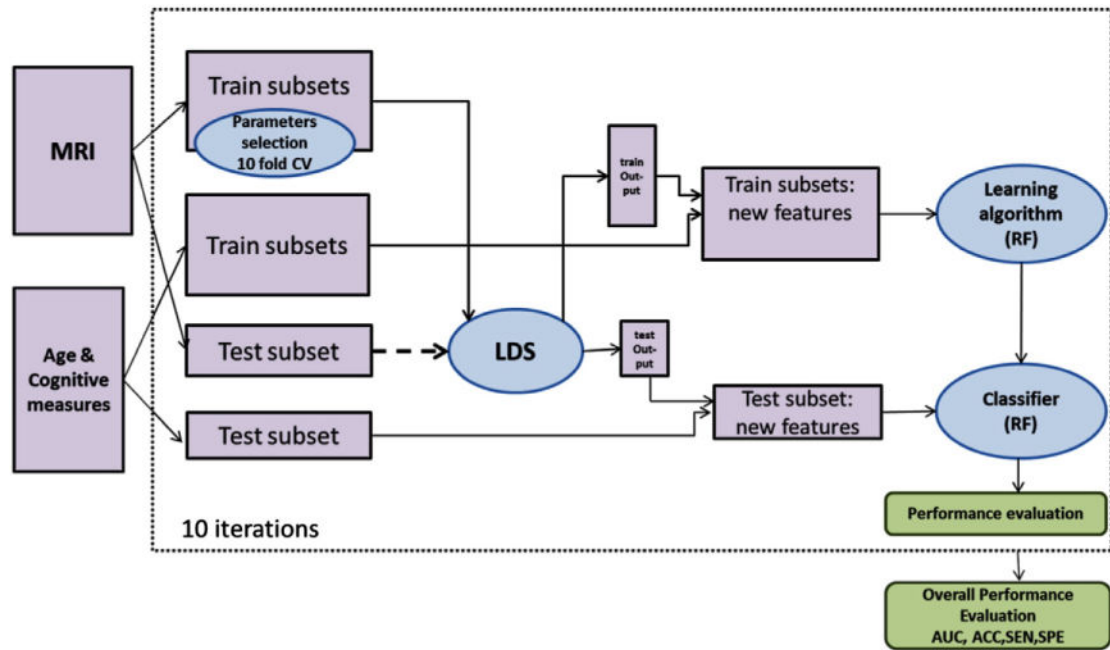 MRI
Age &
Cognitive
measures
Train subsets
Parameters
selection
10 fold CV
Train subsets
Test subset
Test subset
LDS
train
Out-
put
test
Out-
put
Train subsets:
new features
Test subset:
new features
Learning
algorithm
(RF)
Classifier
(RF)
Performance evaluation
10 iterations
Overall Performance
Evaluation
AUC, ACC,SEN,SPE